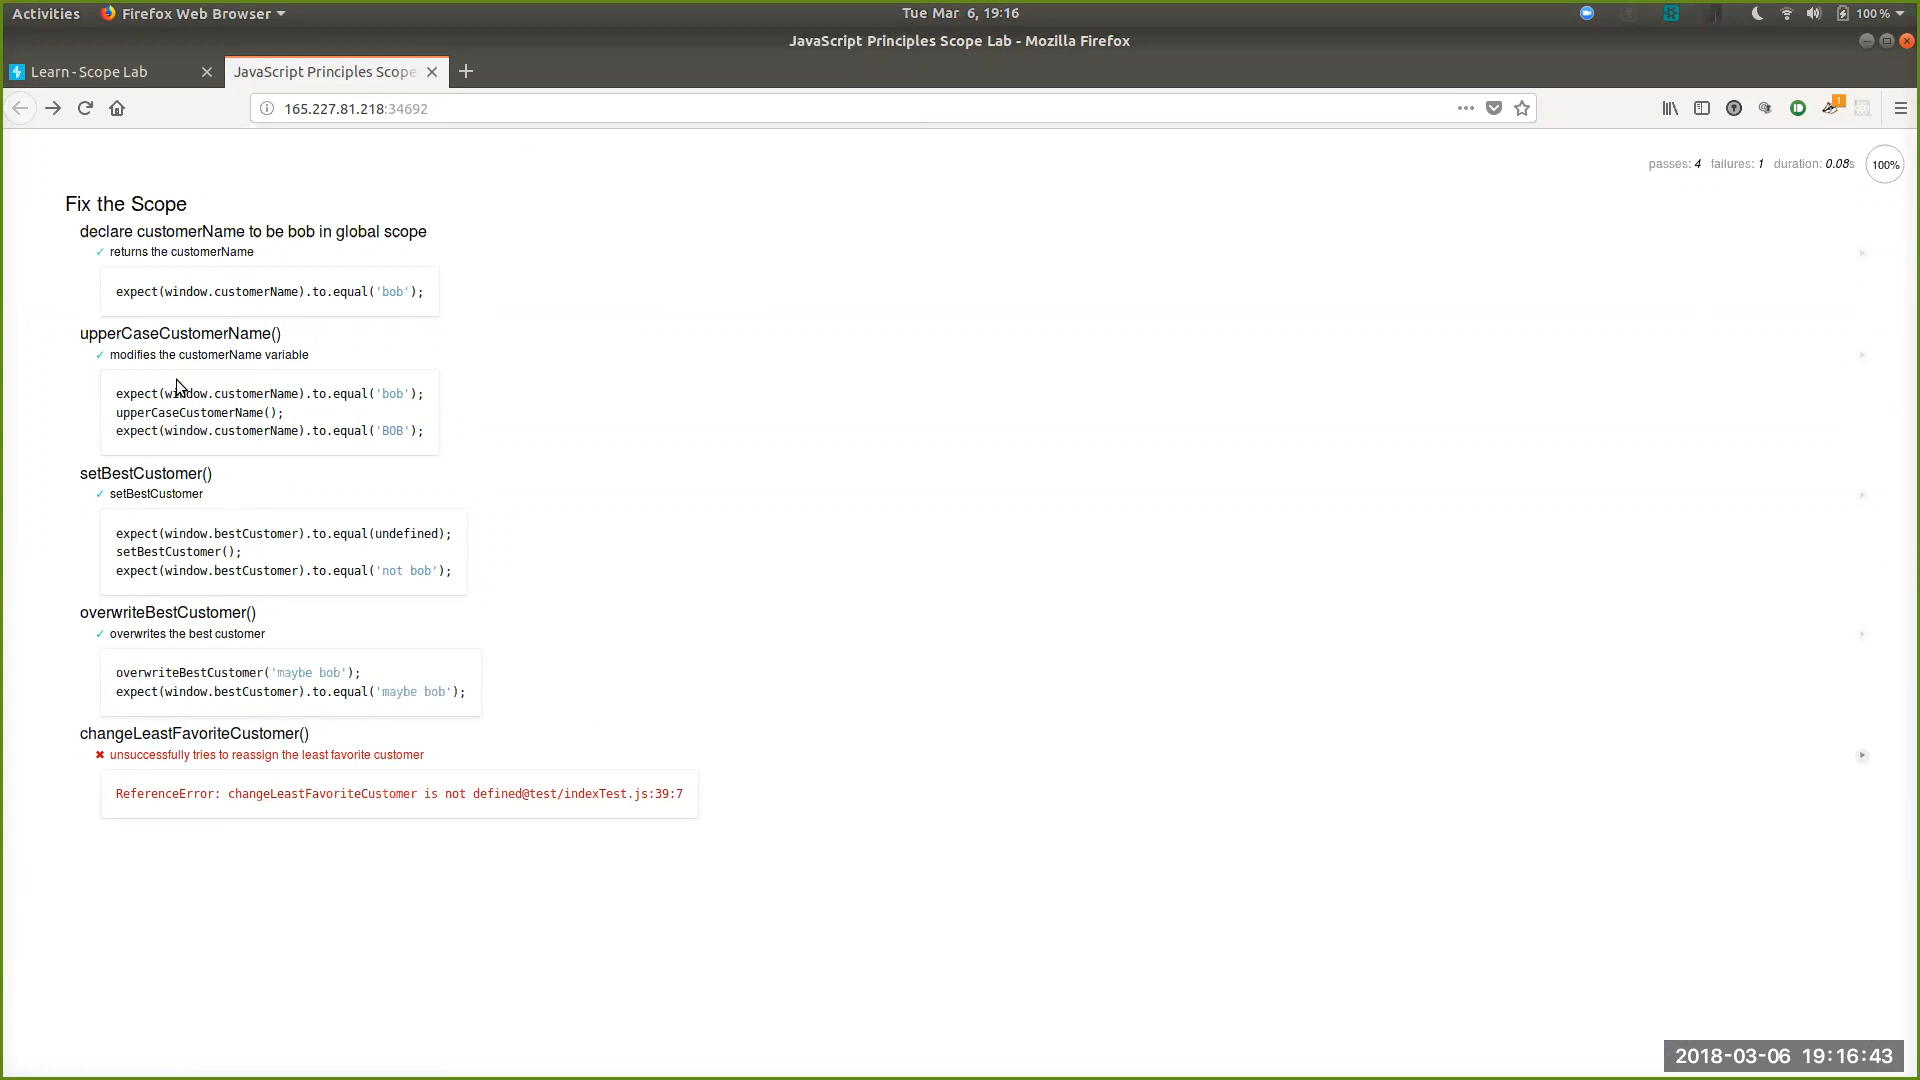 Activities Firefox Web Browser Tue Mar 6, 19:16 100 %
JavaScript Principles Scope Lab - Mozilla Firefox
Learn - Scope Lab JavaScript Principles Scope
165.227.81.218:34692 1
passes: 4 failures: 1 duration: 0.08s 100%
Fix the Scope
declare customerName to be bob in global scope
✓ returns the customerName
expect(window.customerName).to.equal('bob');
upperCaseCustomerName()
✓ modifies the customerName variable
expect(window.customerName).to.equal('bob');
upperCaseCustomerName();
expect(window.customerName).to.equal('BOB');
setBestCustomer()
✓ setBestCustomer
expect(window.bestCustomer).to.equal(undefined);
setBestCustomer();
expect(window.bestCustomer).to.equal('not bob');
overwriteBestCustomer()
✓ overwrites the best customer
overwriteBestCustomer('maybe bob');
expect(window.bestCustomer).to.equal('maybe bob');
changeLeastFavoriteCustomer()
✖ unsuccessfully tries to reassign the least favorite customer
ReferenceError: changeLeastFavoriteCustomer is not defined@test/indexTest.js:39:7
2018-03-06 19:16:43